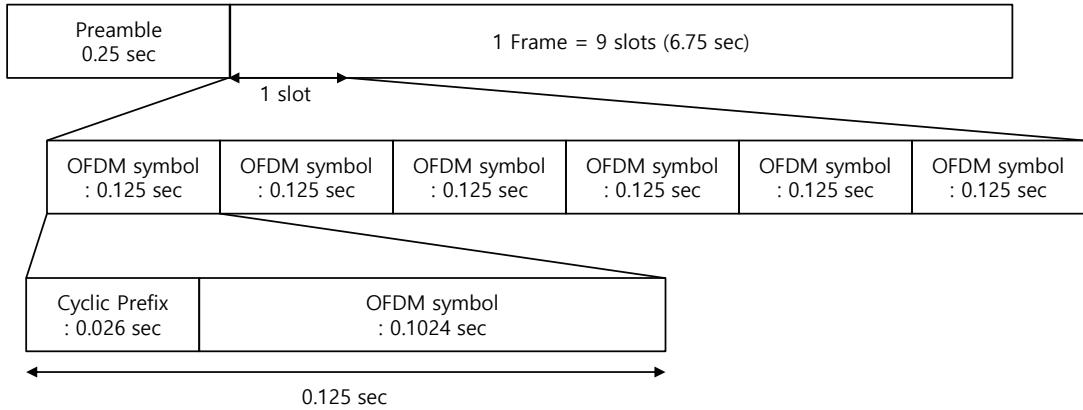 Preamble
0.25 sec
1 Frame = 9 slots (6.75 sec)
1 slot
OFDM symbol
: 0.125 sec
OFDM symbol
: 0.125 sec
OFDM symbol
: 0.125 sec
OFDM symbol
: 0.125 sec
OFDM symbol
: 0.125 sec
OFDM symbol
: 0.125 sec
Cyclic Prefix
: 0.026 sec
OFDM symbol
: 0.1024 sec
0.125 sec